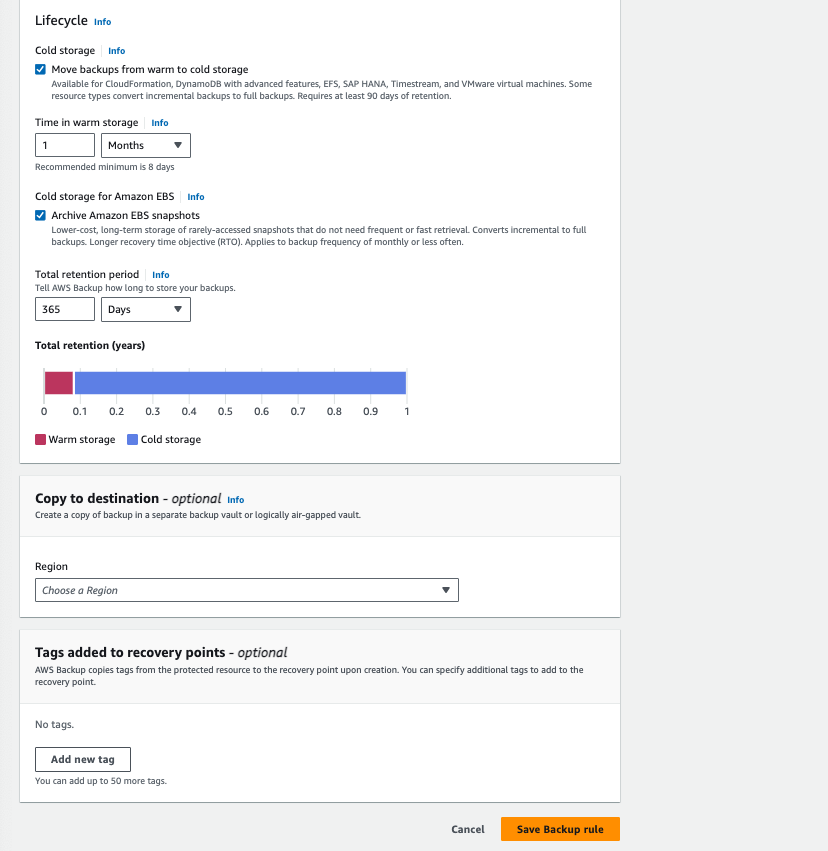 Lifecycle Info
Cold storage Info
Move backups from warm to cold storage
Available for CloudFormation, DynamoDB with advanced features, EFS, SAP HANA, Timestream, and VMware virtual machines. Some
resource types convert incremental backups to full backups. Requires at least 90 days of retention.
Time in warm storage Info
1 Months
Recommended minimum is 8 days
Cold storage for Amazon EBS Info
Archive Amazon EBS snapshots
Lower-cost, long-term storage of rarely-accessed snapshots that do not need frequent or fast retrieval. Converts incremental to full
backups. Longer recovery time objective (RTO). Applies to backup frequency of monthly or less often.
Total retention period Info
Tell AWS Backup how long to store your backups.
365 Days
Total retention (years)
0 0.1 0.2 0.3 0.4 0.5 0.6 0.7 0.8 0.9 1
Warm storage Cold storage
Copy to destination - optional Info
Create a copy of backup in a separate backup vault or logically air-gapped vault.
Region
Choose a Region
Tags added to recovery points - optional
AWS Backup copies tags from the protected resource to the recovery point upon creation. You can specify additional tags to add to the
recovery point.
No tags.
Add new tag
You can add up to 50 more tags.
Cancel Save Backup rule